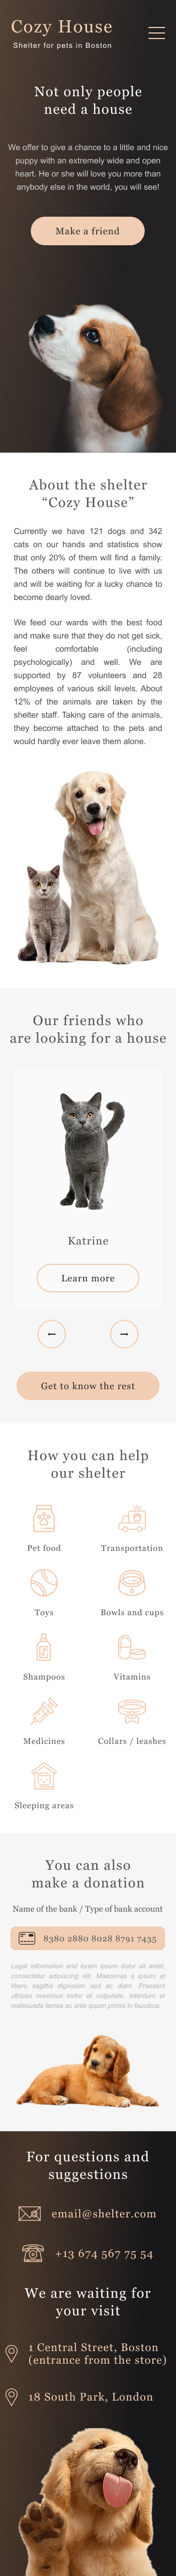 Cozy House
Shelter for pets in Boston
Not only people
need a house
We offer to give a chance to a little and nice
puppy with an extremely wide and open
heart. He or she will love you more than
anybody else in the world, you will see!
Make a friend
About the shelter
“Cozy House”
Currently we have 121 dogs and 342
cats on our hands and statistics show
that only 20% of them will find a family.
The others will continue to live with us
and will be waiting for a lucky chance to
become dearly loved.
We feed our wards with the best food
and make sure that they do not get sick,
feel comfortable (including
psychologically) and well. We are
supported by 87 volunteers and 28
employees of various skill levels. About
12% of the animals are taken by the
shelter staff. Taking care of the animals,
they become attached to the pets and
would hardly ever leave them alone.
Our friends who
are looking for a house
Katrine
Learn more
Get to know the rest
How you can help
our shelter
Pet food
Transportation
Toys
Bowls and cups
Shampoos
Vitamins
Medicines
Collars / leashes
Sleeping areas
You can also
make a donation
Name of the bank / Type of bank account
8380 2880 8028 8791 7435
Legal information and lorem ipsum dolor sit amet,
consectetur adipiscing elit. Maecenas a ipsum at
libero sagittis dignissim sed ac diam. Praesent
ultrices maximus tortor et vulputate. Interdum et
malesuada fames ac ante ipsum primis in faucibus.
For questions and
suggestions
email@shelter.com
+13 674 567 75 54
We are waiting for
your visit
1 Central Street, Boston
(entrance from the store)
18 South Park, London